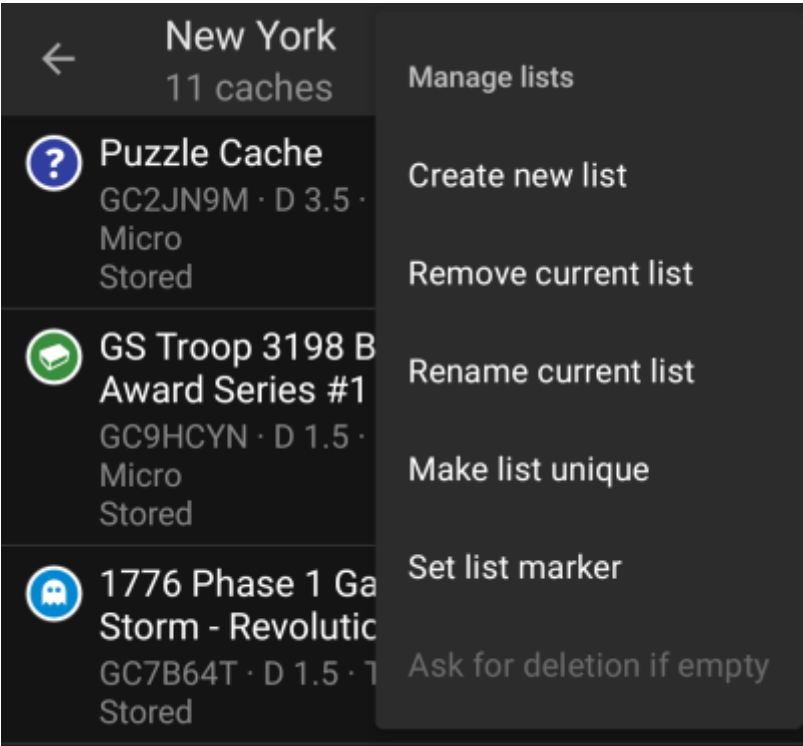 New York
11 caches
Puzzle Cache
GC2JN9M · D 3.5 ·
Micro
Stored
GS Troop 3198 B
Award Series #1
GC9HCYN · D 1.5 ·
Micro
Stored
1776 Phase 1 Ga
Storm - Revolutic
GC7B64T · D 1.5 · T
Stored
Manage lists
Create new list
Remove current list
Rename current list
Make list unique
Set list marker
Ask for deletion if empty